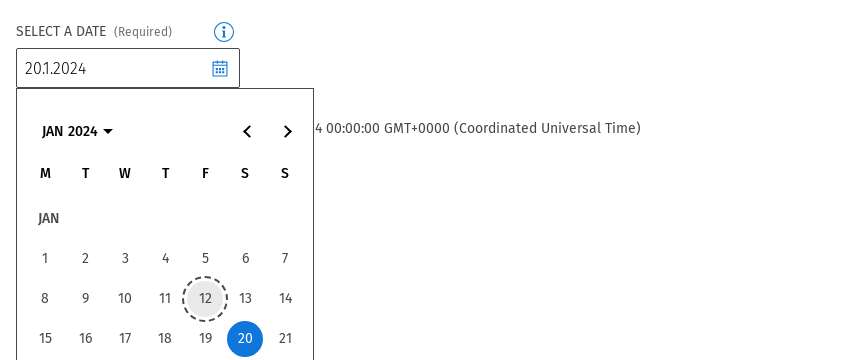 SELECT A DATE (Required)
20.1.2024
JAN 2024
4 00:00:00 GMT+0000 (Coordinated Universal Time)
M T W T F S S
JAN
1 2 3 4 5 6 7
8 9 10 11 12 13 14
15 16 17 18 19 20 21